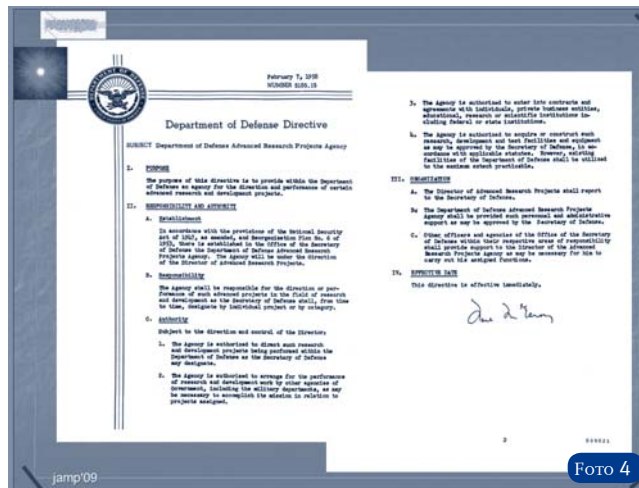 February 7, 1958
NUMBER 5105.15
Department of Defense Directive
SUBJECT Department of Defense Advanced Research Projects Agency
I. PURPOSE
The purpose of this directive is to provide within the Department
of Defense an agency for the direction and performance of certain
advanced research and development projects.
II. RESPONSIBILITY AND AUTHORITY
A. Establishment
In accordance with the provisions of the National Security
Act of 1947, as amended, and Reorganization Plan No. 6 of
1953, there is established in the Office of the Secretary
of Defense the Department of Defense Advanced Research
Projects Agency. The Agency will be under the direction
of the Director of Advanced Research Projects.
B. Responsibility
The Agency shall be responsible for the direction or per-
formance of such advanced projects in the field of research
and development as the Secretary of Defense shall, from time
to time, designate by individual project or by category.
C. Authority
Subject to the direction and control of the Director:
1. The Agency is authorized to direct such research
and development projects being performed within the
Department of Defense as the Secretary of Defense
may designate.
2. The Agency is authorized to arrange for the performance
of research and development work by other agencies of
Government, including the military departments, as may
be necessary to accomplish its mission in relation to
projects assigned.
3. The Agency is authorized to enter into contracts and
agreements with individuals, private business entities,
educational, research or scientific institutions in-
cluding federal or state institutions.
4. The Agency is authorized to acquire or construct such
research, development and test facilities and equipment
as may be approved by the Secretary of Defense, in ac-
cordance with applicable statutes. However, existing
facilities of the Department of Defense shall be utilized
to the maximum extent practicable.
III. ORGANIZATION
A. The Director of Advanced Research Projects shall report
to the Secretary of Defense.
B. The Department of Defense Advanced Research Projects
Agency shall be provided such personnel and administrative
support as may be approved by the Secretary of Defense.
C. Other officers and agencies of the Office of the Secretary
of Defense within their respective areas of responsibility
shall provide support to the Director of the Advanced
Research Projects Agency as may be necessary for him to
carry out his assigned functions.
IV. EFFECTIVE DATE
This directive is effective immediately.
2
jamp'09
FOTO 4